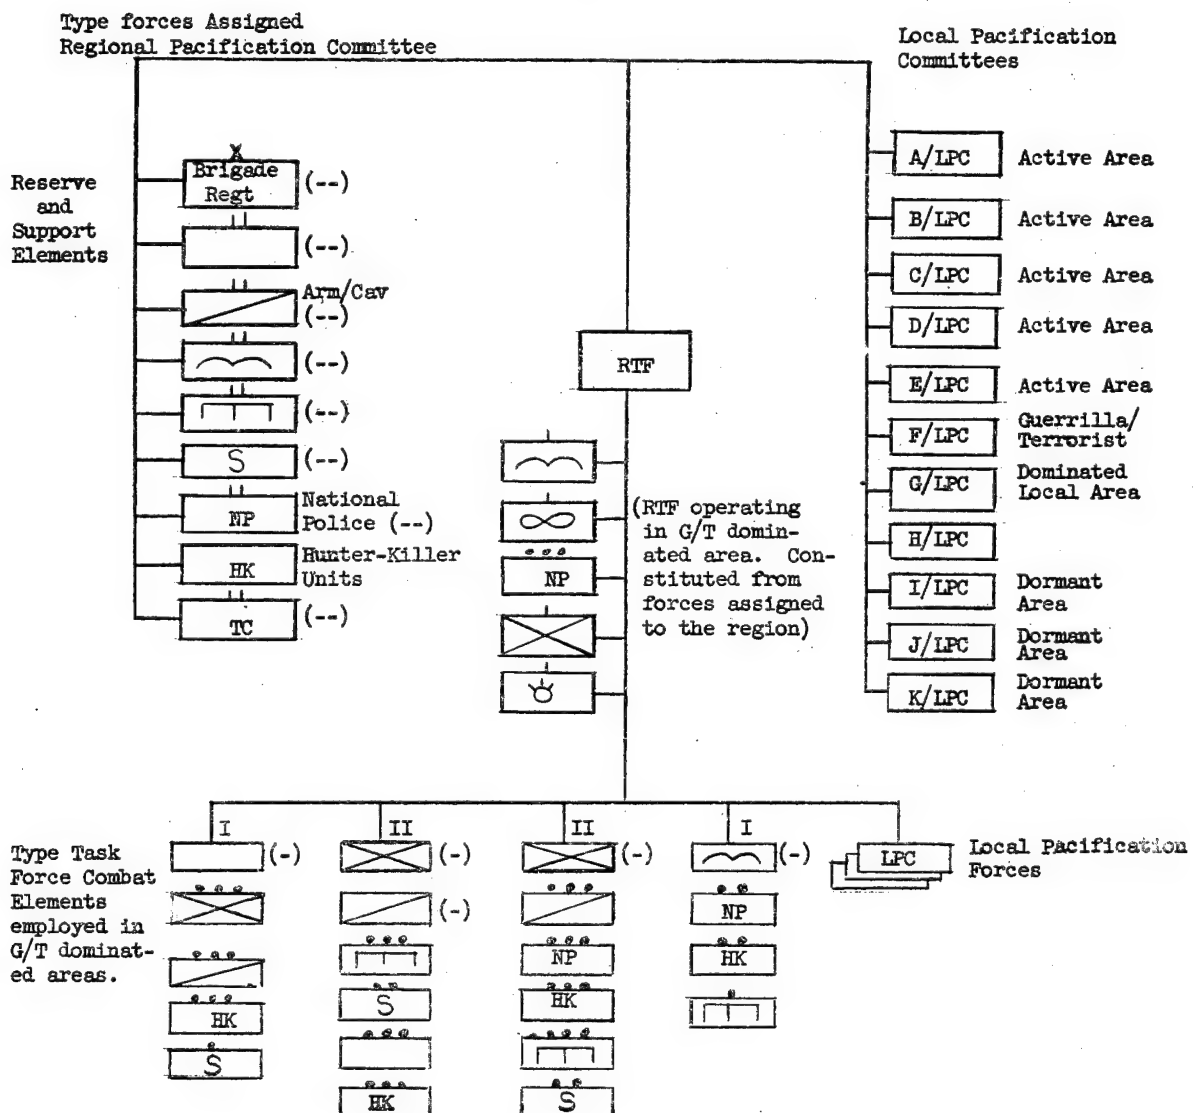 Type forces Assigned
Regional Pacification Committee
Local Pacification
Committees
Reserve
and
Support
Elements
X
Brigade
Regt
(--)
(--)
Arm/Cav
(--)
(--)
(--)
S
(--)
NP
National
Police (--)
HK
Hunter-Killer
Units
TC
(--)
RTF
NP
(RTF operating
in G/T domin-
ated area. Con-
stituted from
forces assigned
to the region)
A/LPC
Active Area
B/LPC
Active Area
C/LPC
Active Area
D/LPC
Active Area
E/LPC
Active Area
F/LPC
Guerrilla/
Terrorist
G/LPC
Dominated
Local Area
H/LPC
I/LPC
Dormant
Area
J/LPC
Dormant
Area
K/LPC
Dormant
Area
Type Task
Force Combat
Elements
employed in
G/T dominat-
ed areas.
I
(-)
HK
S
II
(-)
(-)
S
HK
II
(-)
NP
HK
S
I
(-)
NP
HK
LPC
Local Pacification
Forces